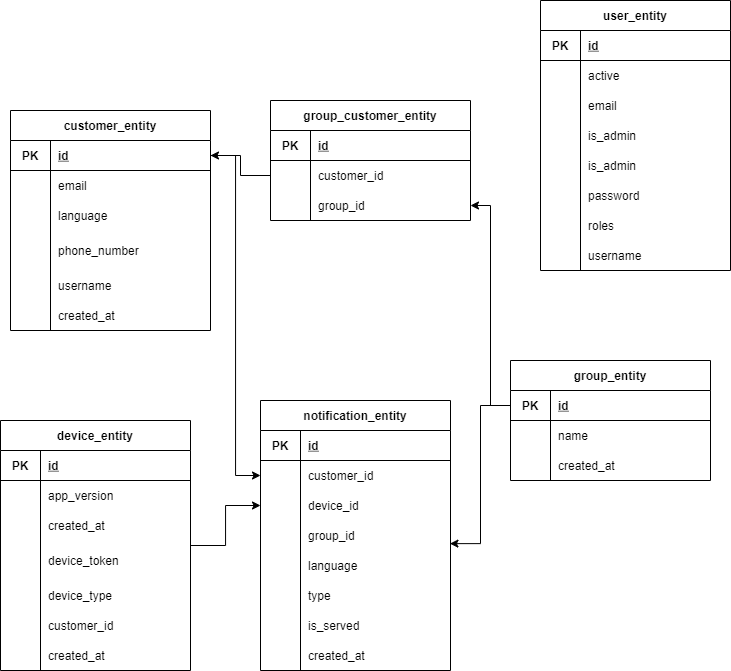 user_entity
PK id
active
email
is_admin
is_admin
password
roles
username
customer_entity
PK id
email
language
phone_number
username
created_at
group_customer_entity
PK id
customer_id
group_id
group_entity
PK id
name
created_at
device_entity
PK id
app_version
created_at
device_token
device_type
customer_id
created_at
notification_entity
PK id
customer_id
device_id
group_id
language
type
is_served
created_at